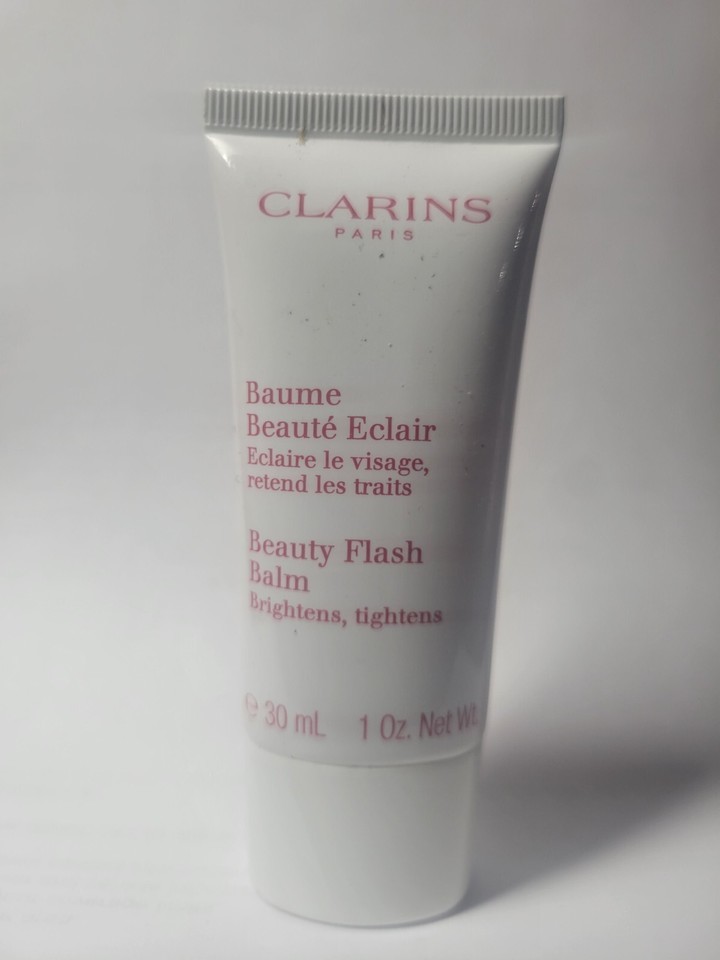 CLARINS
PARIS
Baume
Beauté Eclair
Eclaire le visage,
retend les traits
Beauty Flash
Balm
Brightens, tightens
℮ 30 mL 1 Oz. Net Wt.